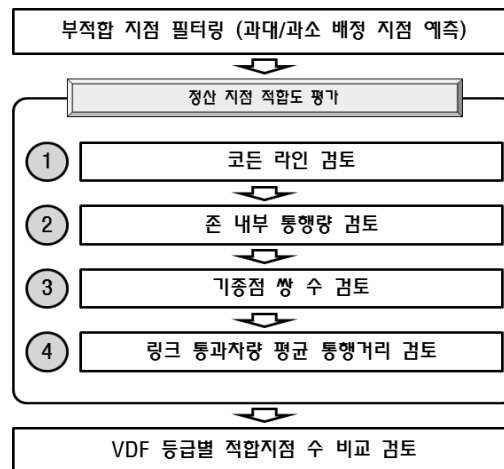 부적합 지점 필터링 (과대/과소 배정 지점 예측)
정산 지점 적합도 평가
1 코든 라인 검토
2 존 내부 통행량 검토
3 기종점 쌍 수 검토
4 링크 통과차량 평균 통행거리 검토
VDF 등급별 적합지점 수 비교 검토